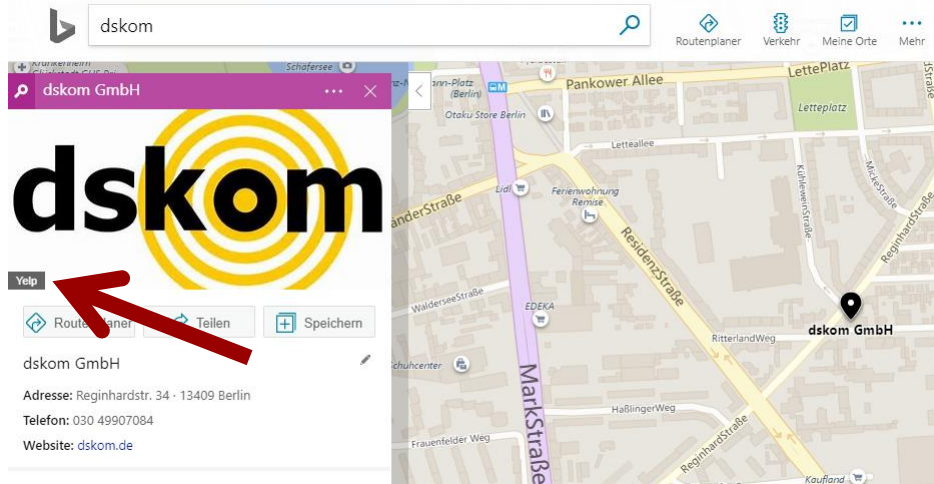 dskom
Routenplaner
Verkehr
Meine Orte
Mehr
dskom GmbH
dskom
Yelp
Teilen
Speichern
dskom GmbH
Adresse: Reginhardstr. 34 · 13409 Berlin
Telefon: 030 49907084
Website: dskom.de
Schäfersee
(Berlin)
Otaku Store Berlin
Pankower Allee
LettePlatz
Letteplatz
Letteallee
KühleweinStraße
MickeStraße
ReginhardStraße
Lidl
Ferienwohnung
Remise
ResidenzStraße
WalderseeStraße
EDEKA
RitterlandWeg
dskom GmbH
MarkStraße
HaßlingerWeg
Frauenfelder Weg
ReginhardStraße
Kaufland